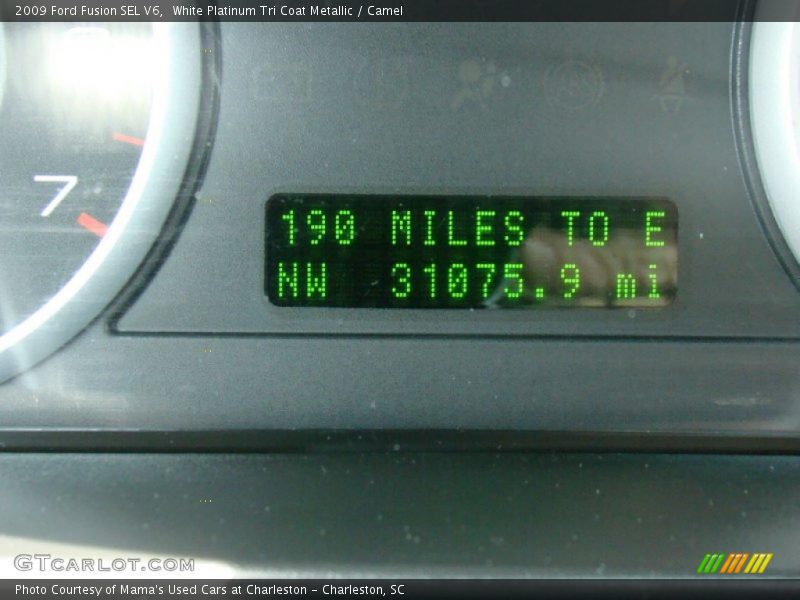 2009 Ford Fusion SEL V6,  White Platinum Tri Coat Metallic / Camel
7
190 MILES TO E
NW 31075.9 mi
GTCARLOT.COM
Photo Courtesy of Mama's Used Cars at Charleston – Charleston, SC